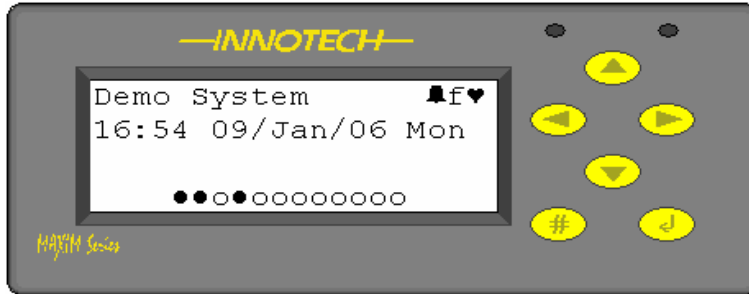 INNOTECH
Demo System 🔔f♥
16:54 09/Jan/06 Mon
●●○●○○○○○○○○○
#
MAXIM Series